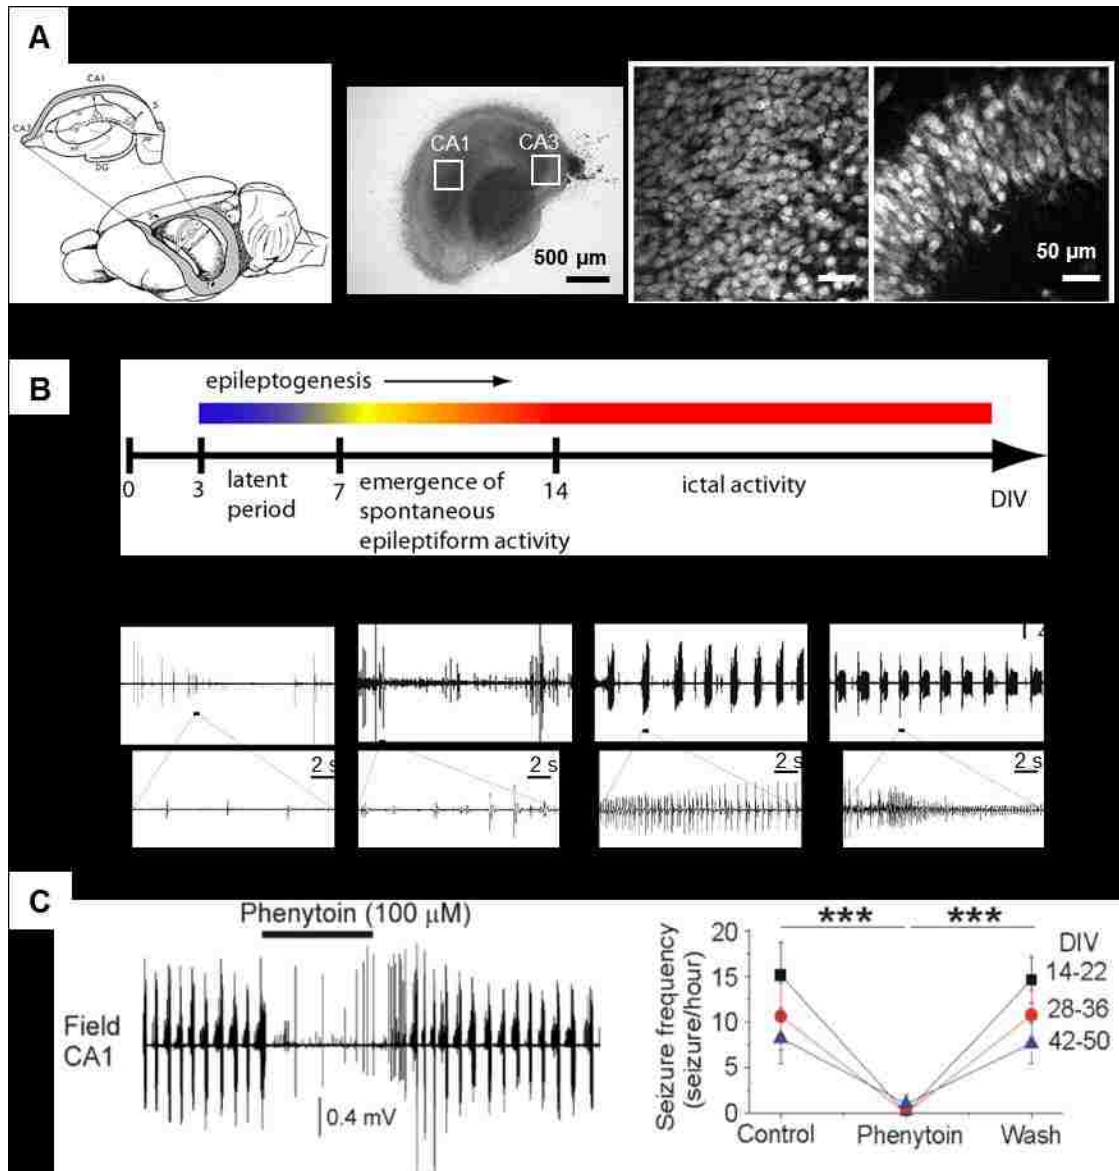 A
CA1
CA3
S
DG
CA1
CA3
500 µm
50 µm
B
epileptogenesis
0
3
latent
period
7
emergence of
spontaneous
epileptiform activity
14
ictal activity
DIV
2 s
2 s
2 s
2 s
C
Phenytoin (100 µM)
Field
CA1
0.4 mV
***
***
Seizure frequency
(seizure/hour)
20
15
10
5
0
Control
Phenytoin
Wash
DIV
14-22
28-36
42-50